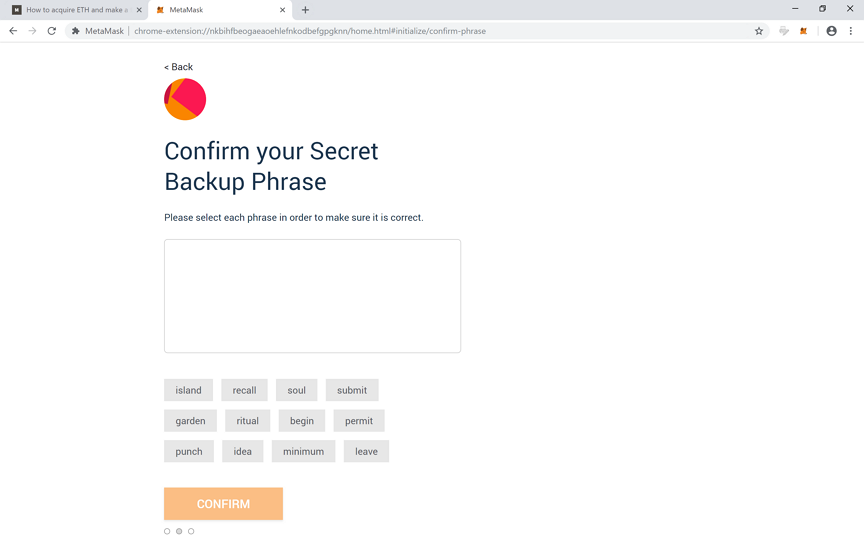 How to acquire ETH and make a
MetaMask
MetaMask
chrome-extension://nkbihfbeogaeaoehlefnkodbefgpgknn/home.html#initialize/confirm-phrase
< Back
Confirm your Secret
Backup Phrase
Please select each phrase in order to make sure it is correct.
island recall soul submit
garden ritual begin permit
punch idea minimum leave
CONFIRM